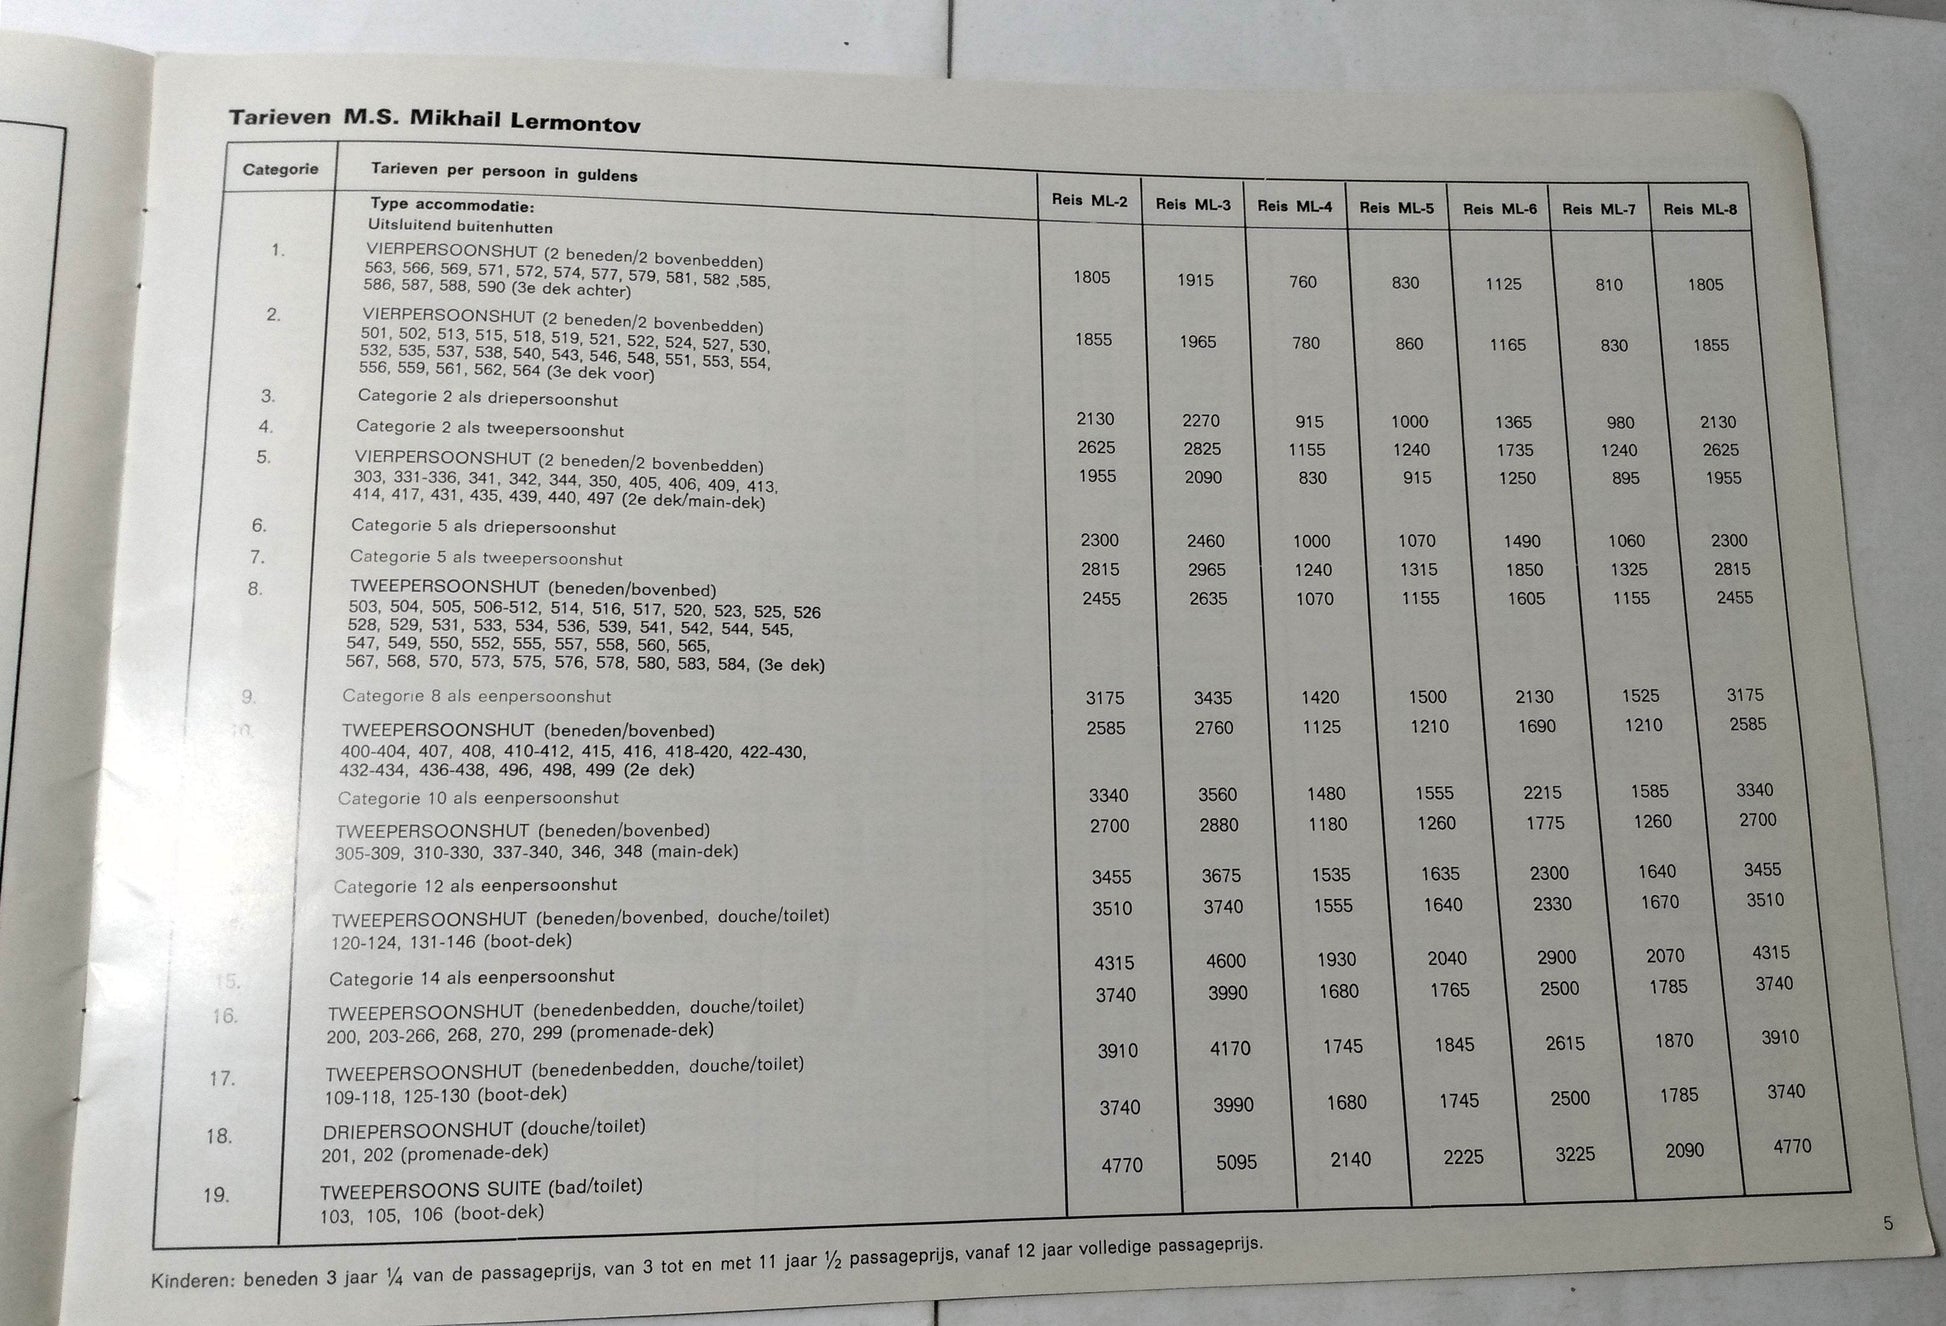 Tarieven M.S. Mikhail Lermontov
Categorie Tarieven per persoon in guldens Reis ML-2 Reis ML-3 Reis ML-4 Reis ML-5 Reis ML-6 Reis ML-7 Reis ML-8
Type accommodatie:
Uitsluitend buitenhutten
1. VIERPERSOONSHUT (2 beneden/2 bovenbedden)
563, 566, 569, 571, 572, 574, 577, 579, 581, 582 ,585, 1805 1915 760 830 1125 810 1805
586, 587, 588, 590 (3e dek achter)
2. VIERPERSOONSHUT (2 beneden/2 bovenbedden)
501, 502, 513, 515, 518, 519, 521, 522, 524, 527, 530, 1855 1965 780 860 1165 830 1855
532, 535, 537, 538, 540, 543, 546, 548, 551, 553, 554,
556, 559, 561, 562, 564 (3e dek voor)
3. Categorie 2 als driepersoonshut 2130 2270 915 1000 1365 980 2130
4. Categorie 2 als tweepersoonshut 2625 2825 1155 1240 1735 1240 2625
5. VIERPERSOONSHUT (2 beneden/2 bovenbedden) 1955 2090 830 915 1250 895 1955
303, 331-336, 341, 342, 344, 350, 405, 406, 409, 413,
414, 417, 431, 435, 439, 440, 497 (2e dek/main-dek)
6. Categorie 5 als driepersoonshut 2300 2460 1000 1070 1490 1060 2300
7. Categorie 5 als tweepersoonshut 2815 2965 1240 1315 1850 1325 2815
8. TWEEPERSOONSHUT (beneden/bovenbed) 2455 2635 1070 1155 1605 1155 2455
503, 504, 505, 506-512, 514, 516, 517, 520, 523, 525, 526
528, 529, 531, 533, 534, 536, 539, 541, 542, 544, 545,
547, 549, 550, 552, 555, 557, 558, 560, 565,
567, 568, 570, 573, 575, 576, 578, 580, 583, 584, (3e dek)
9. Categorie 8 als eenpersoonshut 3175 3435 1420 1500 2130 1525 3175
10. TWEEPERSOONSHUT (beneden/bovenbed) 2585 2760 1125 1210 1690 1210 2585
400-404, 407, 408, 410-412, 415, 416, 418-420, 422-430,
432-434, 436-438, 496, 498, 499 (2e dek)
Categorie 10 als eenpersoonshut 3340 3560 1480 1555 2215 1585 3340
TWEEPERSOONSHUT (beneden/bovenbed) 2700 2880 1180 1260 1775 1260 2700
305-309, 310-330, 337-340, 346, 348 (main-dek)
Categorie 12 als eenpersoonshut 3455 3675 1535 1635 2300 1640 3455
TWEEPERSOONSHUT (beneden/bovenbed, douche/toilet) 3510 3740 1555 1640 2330 1670 3510
120-124, 131-146 (boot-dek)
15. Categorie 14 als eenpersoonshut 4315 4600 1930 2040 2900 2070 4315
16. TWEEPERSOONSHUT (benedenbedden, douche/toilet) 3740 3990 1680 1765 2500 1785 3740
200, 203-266, 268, 270, 299 (promenade-dek)
17. TWEEPERSOONSHUT (benedenbedden, douche/toilet) 3910 4170 1745 1845 2615 1870 3910
109-118, 125-130 (boot-dek)
18. DRIEPERSOONSHUT (douche/toilet) 3740 3990 1680 1745 2500 1785 3740
201, 202 (promenade-dek)
19. TWEEPERSOONS SUITE (bad/toilet) 4770 5095 2140 2225 3225 2090 4770
103, 105, 106 (boot-dek)
Kinderen: beneden 3 jaar ¼ van de passageprijs, van 3 tot en met 11 jaar ½ passageprijs, vanaf 12 jaar volledige passageprijs.
5